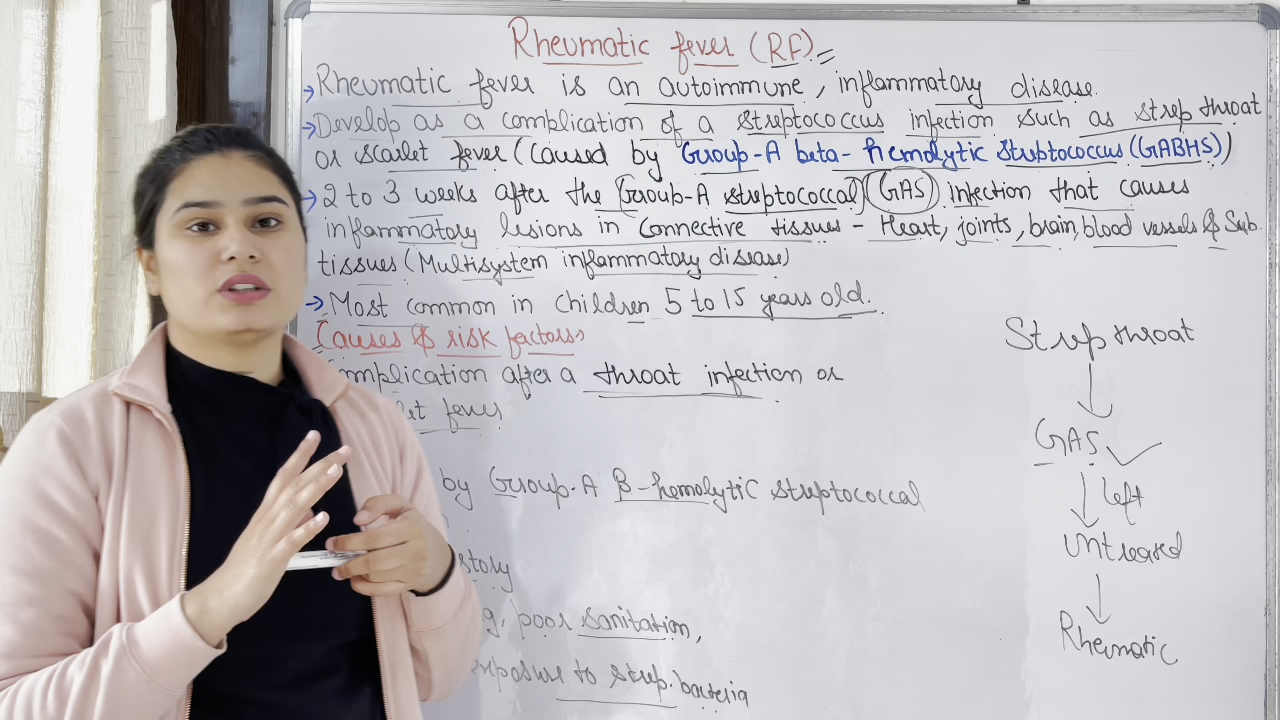 Rheumatic fever (RF)
→ Rheumatic fever is an autoimmune, inflammatory disease.
→ Develop as a complication of a streptococcus infection such as strep throat
or scarlet fever (caused by Group-A beta-hemolytic Streptococcus (GABHS))
→ 2 to 3 weeks after the (Group-A streptococcal) (GAS) infection that causes
inflammatory lesions in connective tissues - Heart, joints, brain, blood vessels & Sub.
tissues (Multisystem inflammatory disease)
→ Most common in children 5 to 15 years old.
Causes & risk factors
mplication after a throat infection or
let fever
by Group-A B-hemolytic streptococcal
story
g, poor sanitation,
exposure to strep. bacteria
Strep throat
GAS
left
untreased
Rheumatic